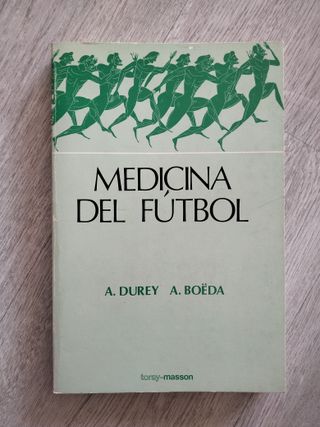 MEDICINA
DEL FÚTBOL
A. DUREY A. BOËDA
toray-masson